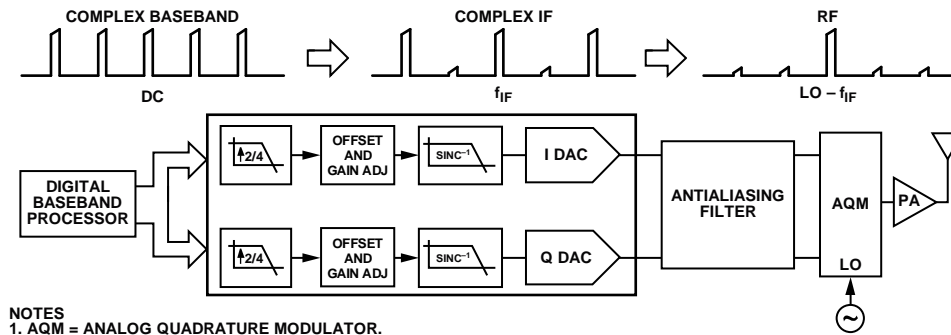 COMPLEX BASEBAND
COMPLEX IF
RF
DC
fIF
LO – fIF
DIGITAL
BASEBAND
PROCESSOR
2/4
OFFSET
AND
GAIN ADJ
SINC–1
I DAC
2/4
OFFSET
AND
GAIN ADJ
SINC–1
Q DAC
ANTIALIASING
FILTER
AQM
LO
PA
NOTES
1. AQM = ANALOG QUADRATURE MODULATOR.